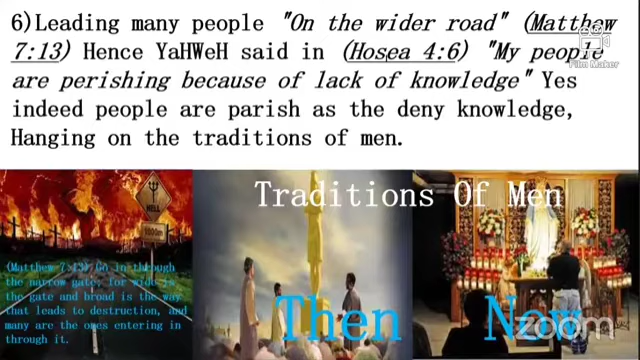 6)Leading many people "On the wider road" (Matthew
7:13) Hence YaHWeH said in (Hosea 4:6) "My people
are perishing because of lack of knowledge" Yes
indeed people are parish as the deny knowledge,
Hanging on the traditions of men.
Film Maker
Traditions Of Men
1000m
(Matthew 7:13) Go in through
the narrow gate; for wide is
the gate and broad is the way
that leads to destruction, and
many are the ones entering in
through it.
Then
Now
zoom